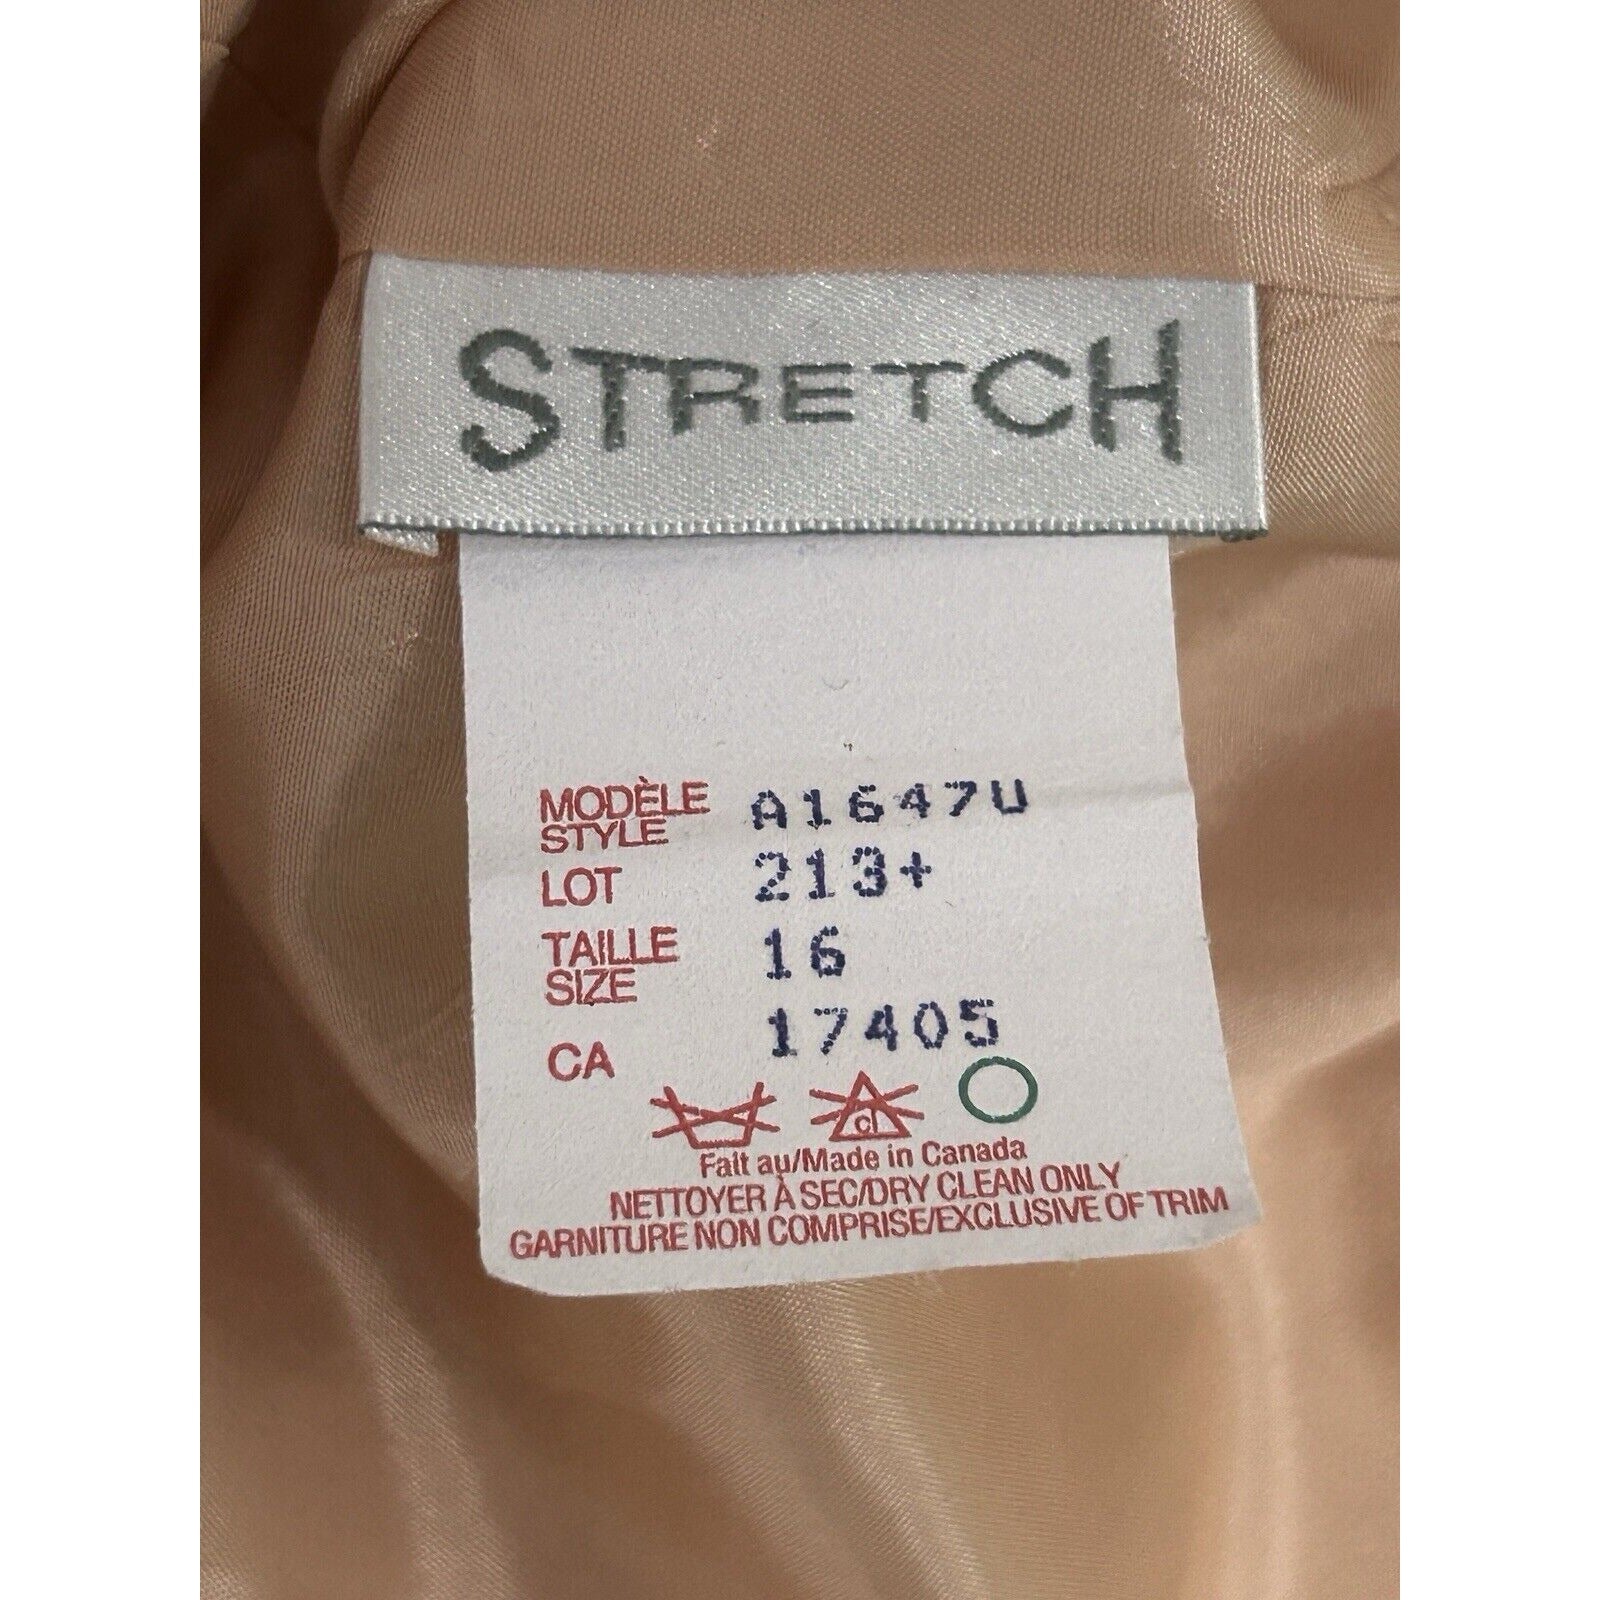 STRETCH
MODÈLE A1647U
STYLE
LOT 213+
TAILLE 16
SIZE
CA 17405
cl
Fait au/Made in Canada
NETTOYER À SEC/DRY CLEAN ONLY
GARNITURE NON COMPRISE/EXCLUSIVE OF TRIM